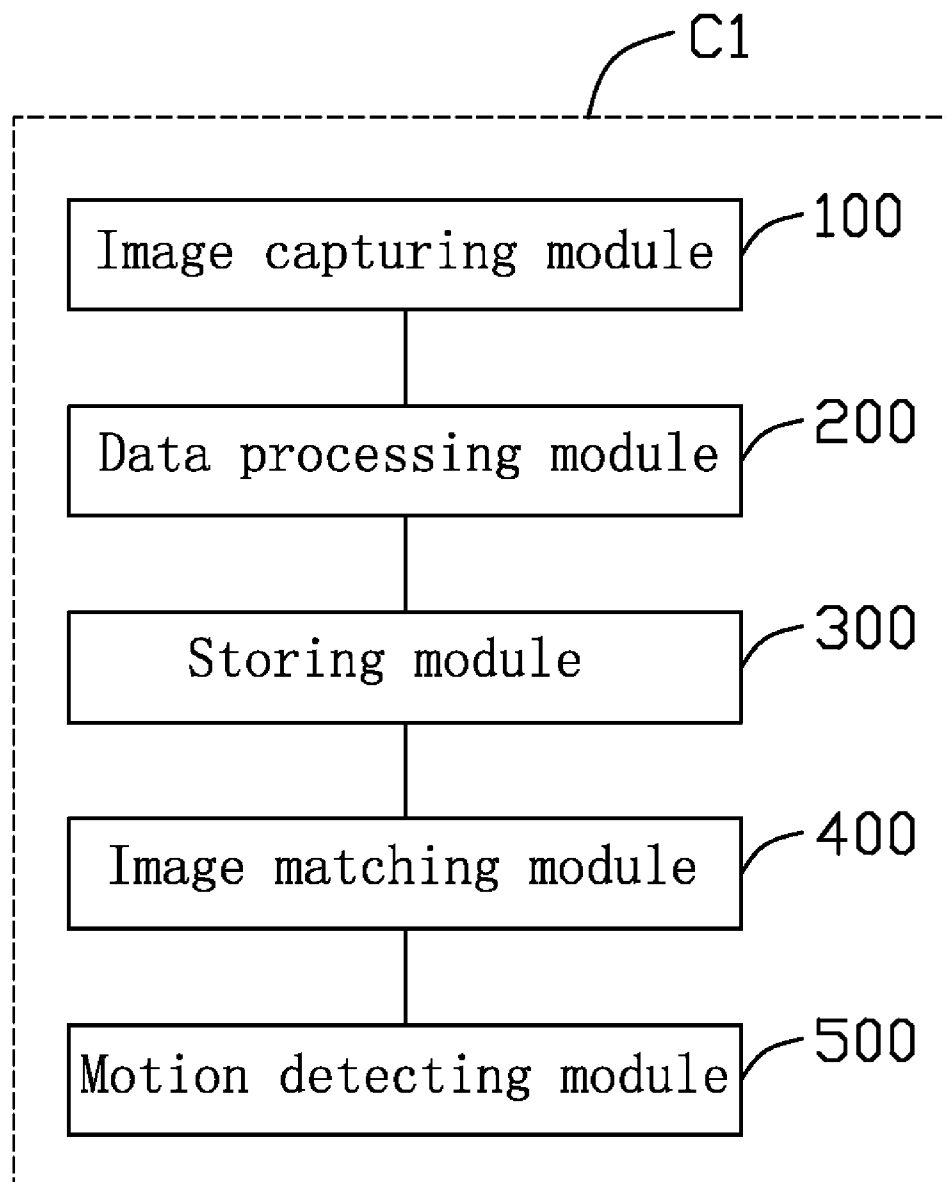 C1
Image capturing module
100
Data processing module
200
Storing module
300
Image matching module
400
Motion detecting module
500